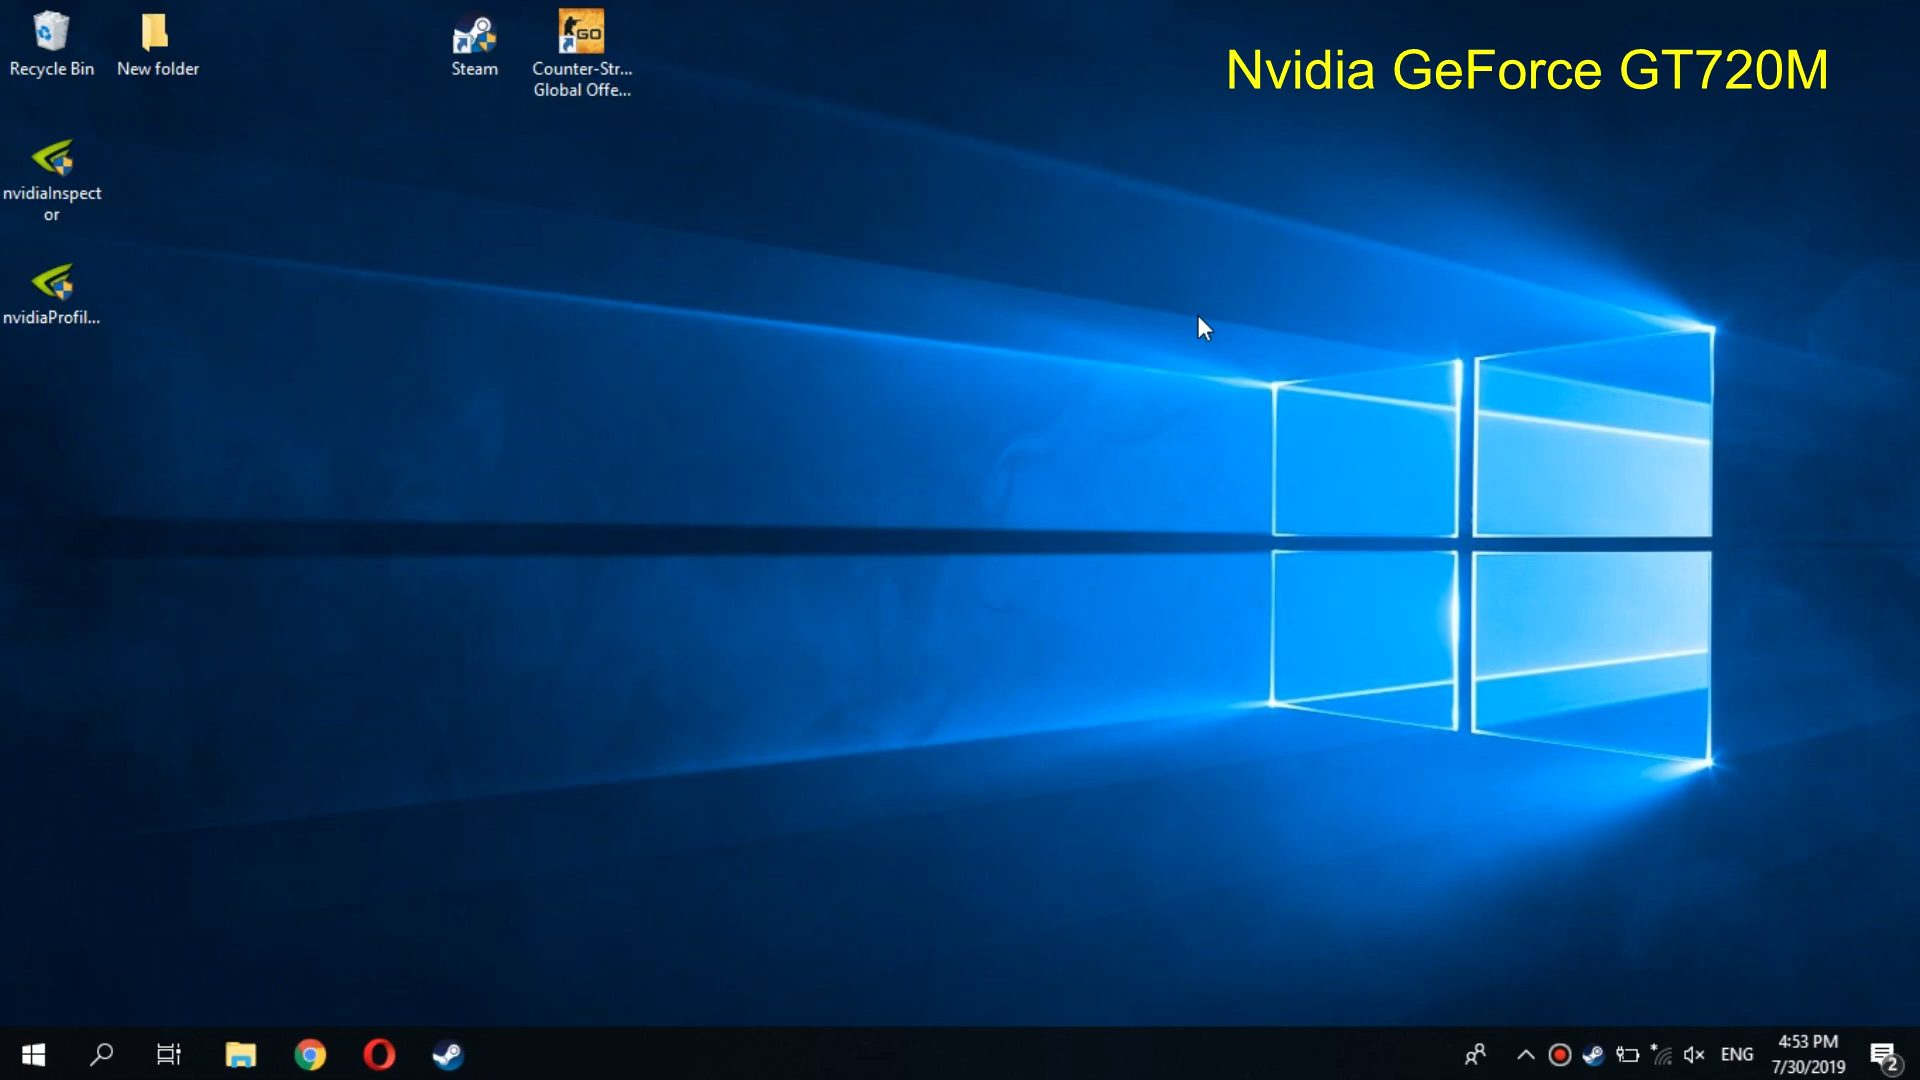 Recycle Bin
New folder
Steam
GO
Counter-Str...
Global Offe...
Nvidia GeForce GT720M
nvidiaInspect
or
nvidiaProfil...
ENG
4:53 PM
7/30/2019
2